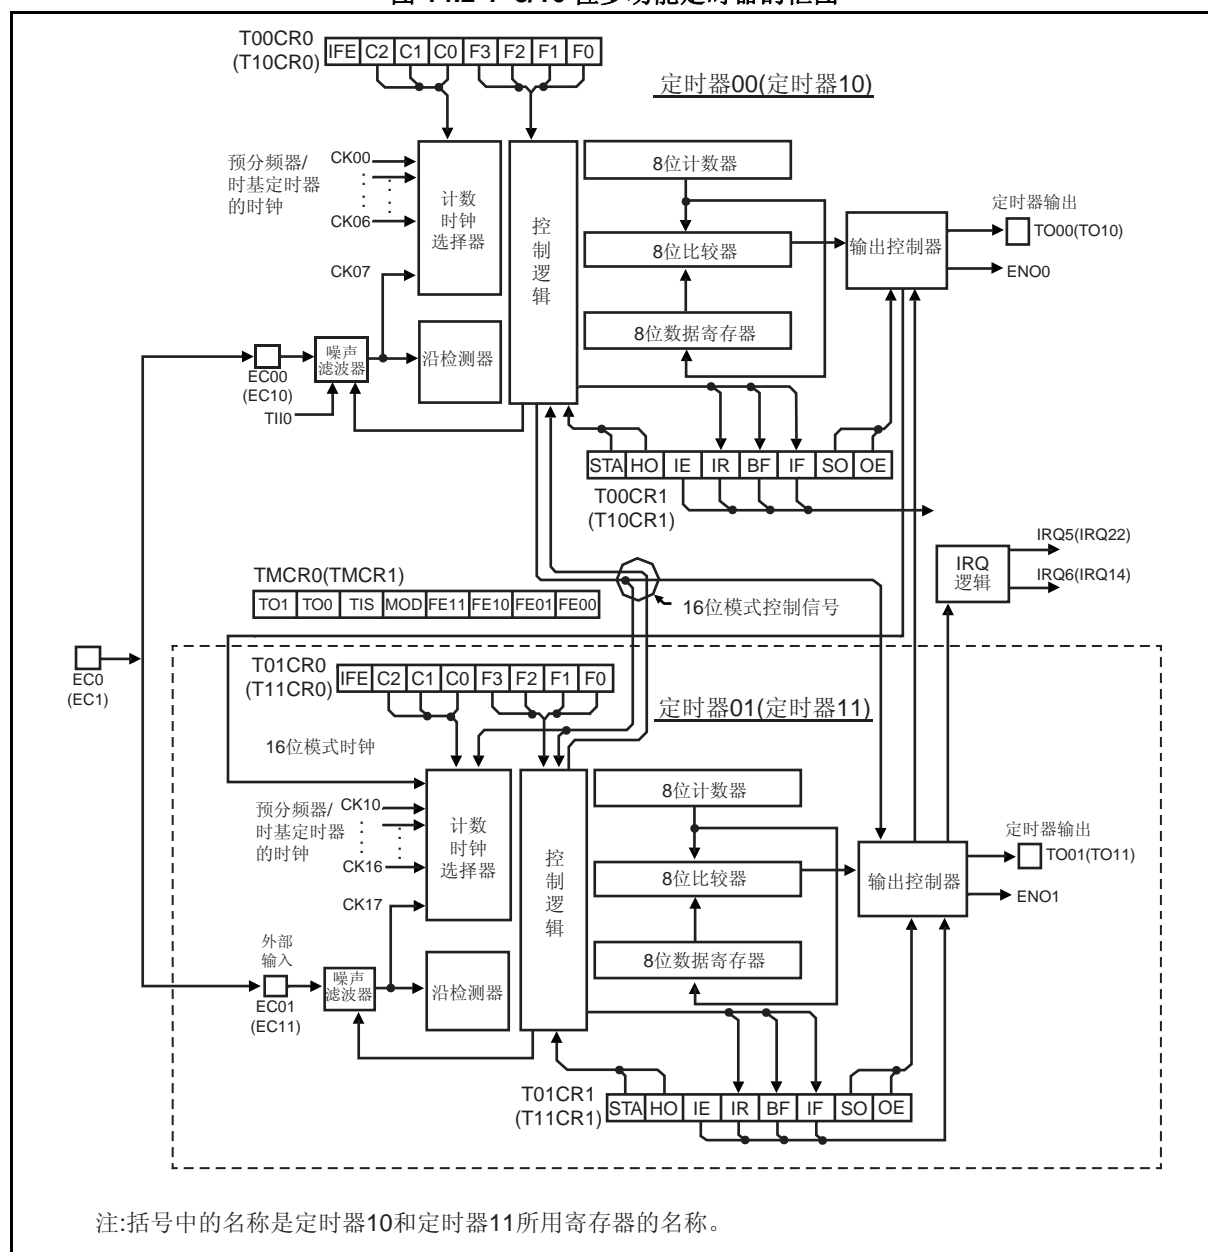 T00CR0
(T10CR0)
IFE C2 C1 C0 F3 F2 F1 F0
定时器00(定时器10)
预分频器/
时基定时器
的时钟
CK00
CK06
CK07
计数
时钟
选择器
控
制
逻
辑
8位计数器
8位比较器
8位数据寄存器
输出控制器
定时器输出
TO00(TO10)
ENO0
噪声
滤波器
沿检测器
EC00
(EC10)
TII0
STA HO IE IR BF IF SO OE
T00CR1
(T10CR1)
IRQ
逻辑
IRQ5(IRQ22)
IRQ6(IRQ14)
TMCR0(TMCR1)
TO1 TO0 TIS MOD FE11 FE10 FE01 FE00
16位模式控制信号
EC0
(EC1)
T01CR0
(T11CR0)
IFE C2 C1 C0 F3 F2 F1 F0
定时器01(定时器11)
16位模式时钟
预分频器/
时基定时器
的时钟
CK10
CK16
CK17
计数
时钟
选择器
控
制
逻
辑
8位计数器
8位比较器
8位数据寄存器
输出控制器
定时器输出
TO01(TO11)
ENO1
外部
输入
EC01
(EC11)
噪声
滤波器
沿检测器
T01CR1
(T11CR1)
STA HO IE IR BF IF SO OE
注:括号中的名称是定时器10和定时器11所用寄存器的名称。